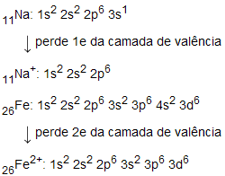 ₁₁Na: 1s² 2s² 2p⁶ 3s¹
↓ perde 1e da camada de valência
₁₁Na⁺: 1s² 2s² 2p⁶
₂₆Fe: 1s² 2s² 2p⁶ 3s² 3p⁶ 4s² 3d⁶
↓ perde 2e da camada de valência
₂₆Fe²⁺: 1s² 2s² 2p⁶ 3s² 3p⁶ 3d⁶